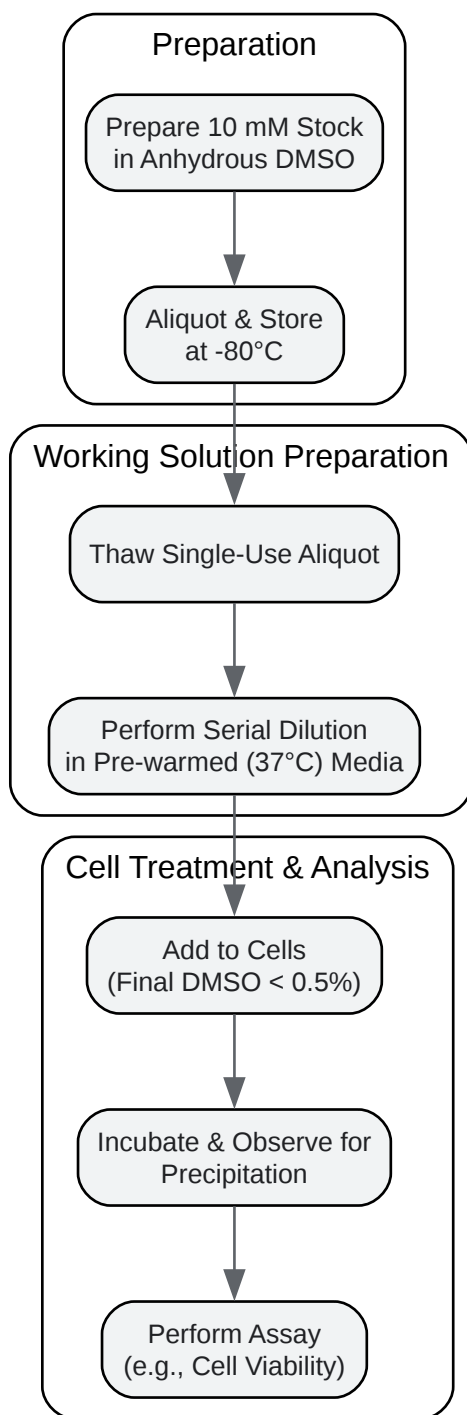 Preparation
Prepare 10 mM Stock
in Anhydrous DMSO
Aliquot & Store
at -80°C
Working Solution Preparation
Thaw Single-Use Aliquot
Perform Serial Dilution
in Pre-warmed (37°C) Media
Cell Treatment & Analysis
Add to Cells
(Final DMSO < 0.5%)
Incubate & Observe for
Precipitation
Perform Assay
(e.g., Cell Viability)